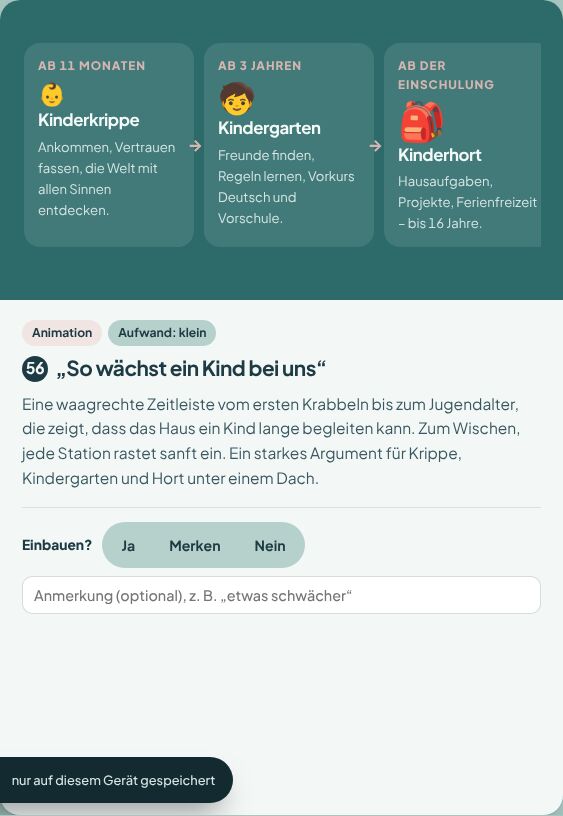 AB 11 MONATEN
Kinderkrippe
Ankommen, Vertrauen
fassen, die Welt mit
allen Sinnen
entdecken.
→
AB 3 JAHREN
Kindergarten
Freunde finden,
Regeln lernen, Vorkurs
Deutsch und
Vorschule.
→
AB DER
EINSCHULUNG
Kinderhort
Hausaufgaben,
Projekte, Ferienfreizeit
– bis 16 Jahre.
Animation
Aufwand: klein
56 „So wächst ein Kind bei uns“
Eine waagrechte Zeitleiste vom ersten Krabbeln bis zum Jugendalter,
die zeigt, dass das Haus ein Kind lange begleiten kann. Zum Wischen,
jede Station rastet sanft ein. Ein starkes Argument für Krippe,
Kindergarten und Hort unter einem Dach.
Einbauen? Ja Merken Nein
Anmerkung (optional), z. B. „etwas schwächer“
nur auf diesem Gerät gespeichert